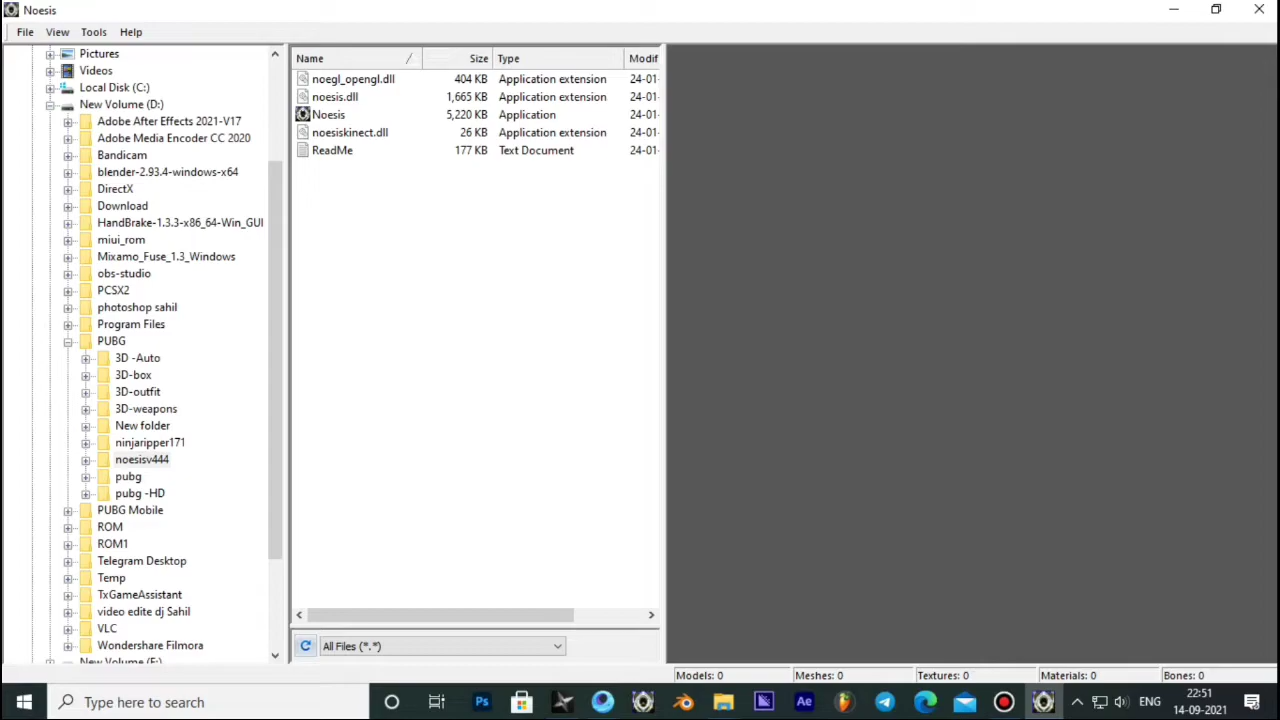 Noesis
File View Tools Help
Pictures
Videos
Local Disk (C:)
New Volume (D:)
Adobe After Effects 2021-V17
Adobe Media Encoder CC 2020
Bandicam
blender-2.93.4-windows-x64
DirectX
Download
HandBrake-1.3.3-x86_64-Win_GUI
miui_rom
Mixamo_Fuse_1.3_Windows
obs-studio
PCSX2
photoshop sahil
Program Files
PUBG
3D -Auto
3D-box
3D-outfit
3D-weapons
New folder
ninjaripper171
noesisv444
pubg
pubg -HD
PUBG Mobile
ROM
ROM1
Telegram Desktop
Temp
TxGameAssistant
video edite dj Sahil
VLC
Wondershare Filmora
New Volume (E:)
Name Size Type Modif
noegl_opengl.dll 404 KB Application extension 24-01-
noesis.dll 1,665 KB Application extension 24-01-
Noesis 5,220 KB Application 24-01-
noesiskinect.dll 26 KB Application extension 24-01-
ReadMe 177 KB Text Document 24-01-
All Files (*.*)
Models: 0 Meshes: 0 Textures: 0 Materials: 0 Bones: 0
Type here to search
Ps
Ae
ENG
22:51
14-09-2021